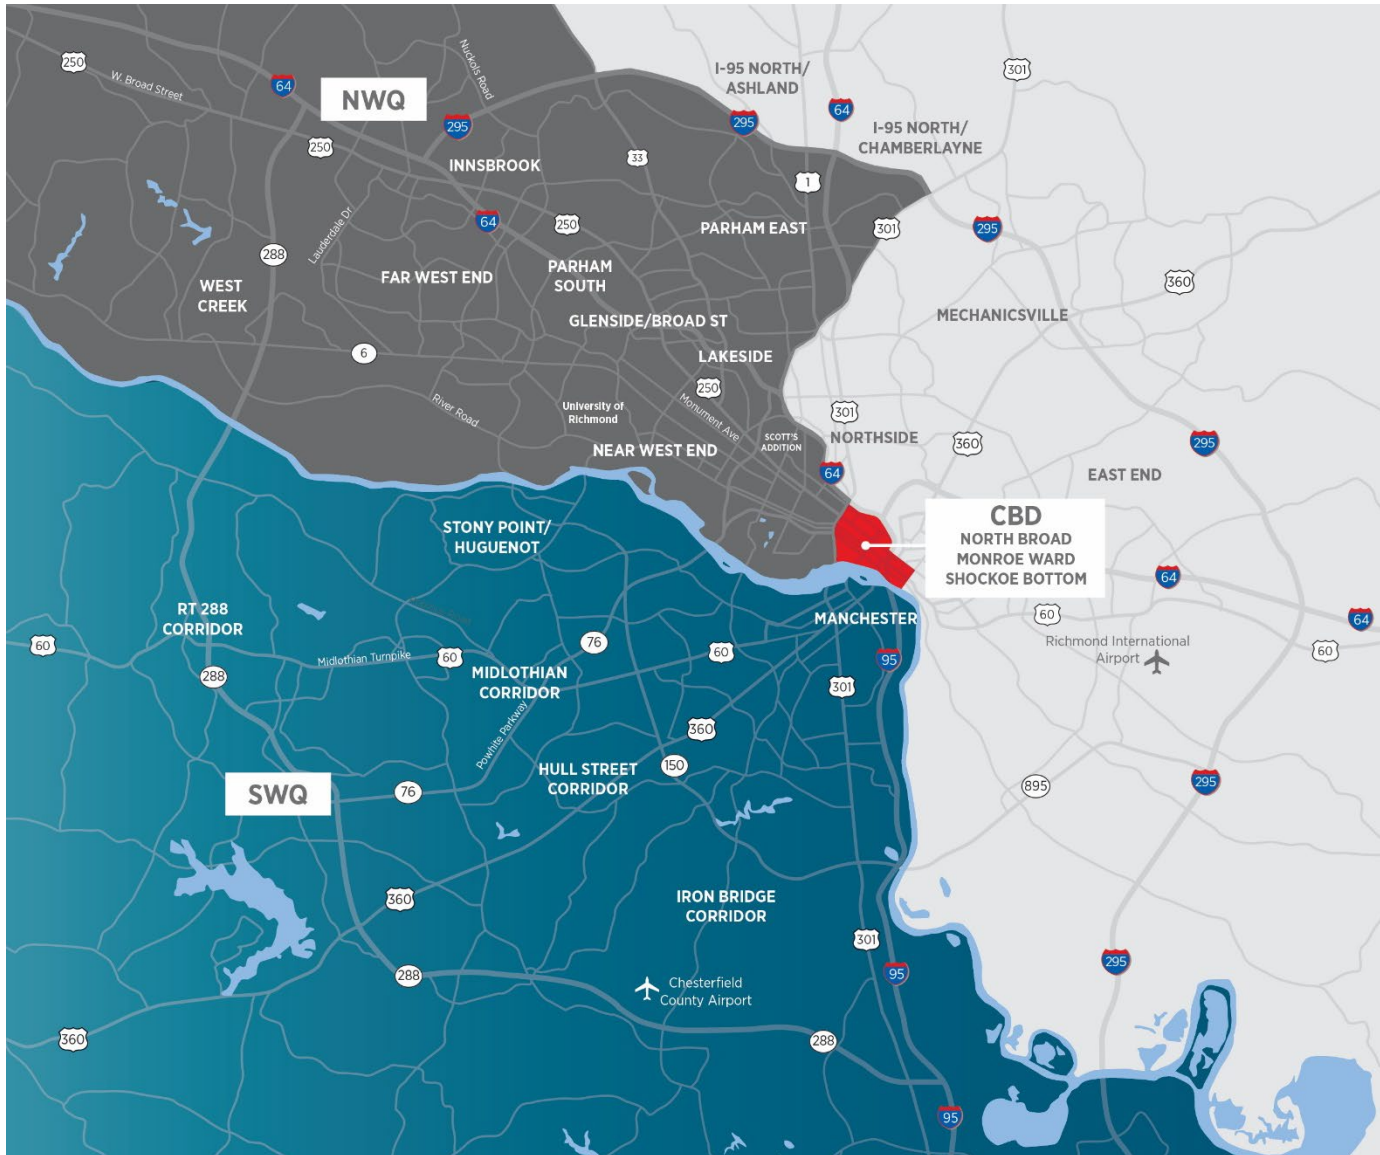 I-95 NORTH/
ASHLAND
301
250
W. Broad Street
Nuckols Road
64
NWQ
295
295
64
I-95 NORTH/
CHAMBERLAYNE
250
33
INNSBROOK
1
64
250
PARHAM EAST
301
295
Lauderdale Dr
288
WEST
CREEK
FAR WEST END
PARHAM
SOUTH
360
GLENSIDE/BROAD ST
MECHANICSVILLE
6
LAKESIDE
250
River Road
University of
Richmond
Monument Ave
301
SCOTT'S
ADDITION
NORTHSIDE
360
295
NEAR WEST END
64
EAST END
STONY POINT/
HUGUENOT
CBD
NORTH BROAD
MONROE WARD
SHOCKOE BOTTOM
64
RT 288
CORRIDOR
MANCHESTER
60
64
60
Midlothian Turnpike
60
76
60
95
Richmond International
Airport
60
288
MIDLOTHIAN
CORRIDOR
301
Powhite Parkway
360
HULL STREET
CORRIDOR
150
SWQ
76
895
295
360
IRON BRIDGE
CORRIDOR
301
288
95
295
Chesterfield
County Airport
360
288
95